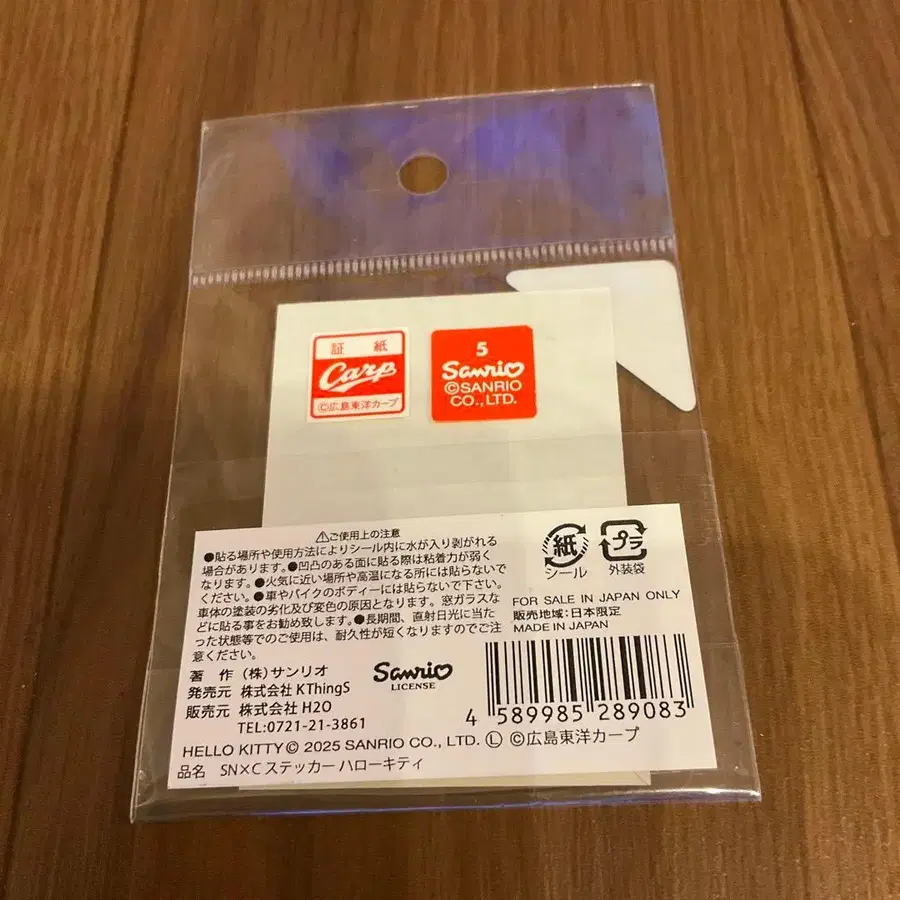 証 紙
Carp
©広島東洋カープ
5
Sanrio
©SANRIO
CO., LTD.
⚠ご使用上の注意
●貼る場所や使用方法によりシール内に水が入り剥がれる
場合があります。●凹凸のある面に貼る際は粘着力が弱く
なります。●火気に近い場所や高温になる所には貼らないで
ください。●車やバイクのボディーには貼らないで下さい。
車体の塗装の劣化及び変色の原因となります。窓ガラスな
どに貼る事をお勧め致します。●長期間、直射日光に当た
った状態等でのご使用は、耐久性が短くなりますのでご注
意ください。
紙
シール
プラ
外装袋
FOR SALE IN JAPAN ONLY
販売地域:日本限定
MADE IN JAPAN
著 作 (株)サンリオ
発売元 株式会社 KThingS
販売元 株式会社 H2O
TEL:0721-21-3861
Sanrio
LICENSE
4 589985 289083
HELLO KITTY© 2025 SANRIO CO., LTD. Ⓛ ©広島東洋カープ
品名 SN×C ステッカー ハローキティ